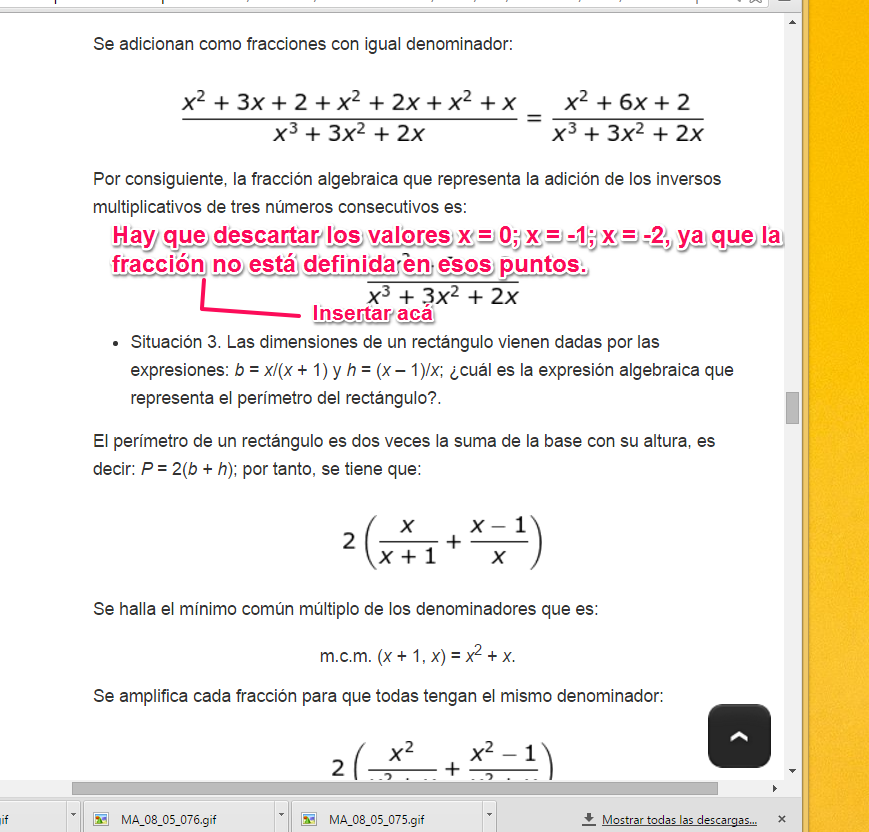 Se adicionan como fracciones con igual denominador:
x² + 3x + 2 + x² + 2x + x² + x / x³ + 3x² + 2x = x² + 6x + 2 / x³ + 3x² + 2x
Por consiguiente, la fracción algebraica que representa la adición de los inversos
multiplicativos de tres números consecutivos es:
Hay que descartar los valores x = 0; x = -1; x = -2, ya que la
fracción no está definida en esos puntos.
x³ + 3x² + 2x
Insertar acá
• Situación 3. Las dimensiones de un rectángulo vienen dadas por las
expresiones: b = x/(x + 1) y h = (x – 1)/x; ¿cuál es la expresión algebraica que
representa el perímetro del rectángulo?.
El perímetro de un rectángulo es dos veces la suma de la base con su altura, es
decir: P = 2(b + h); por tanto, se tiene que:
2 ( x / x + 1 + x – 1 / x )
Se halla el mínimo común múltiplo de los denominadores que es:
m.c.m. (x + 1, x) = x² + x.
Se amplifica cada fracción para que todas tengan el mismo denominador:
2 ( x² + x² – 1 )
if MA_08_05_076.gif MA_08_05_075.gif Mostrar todas las descargas...